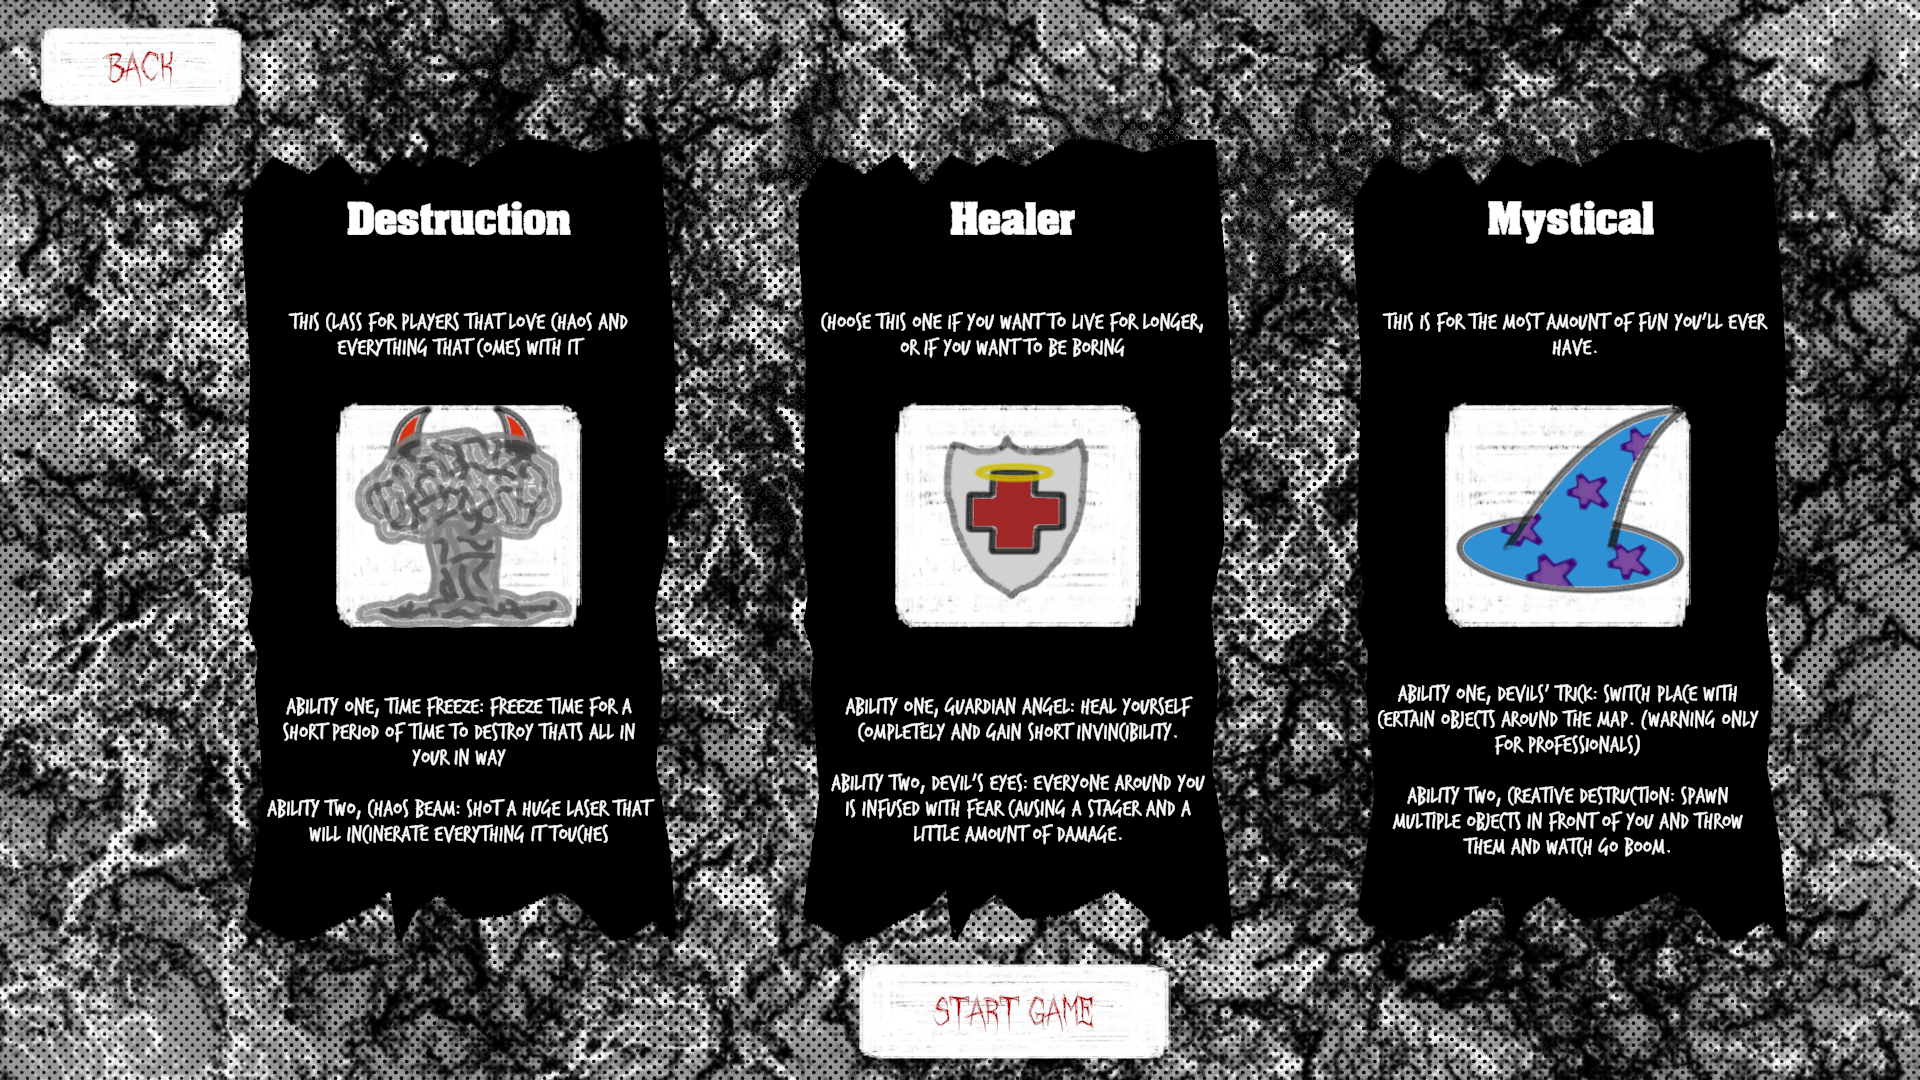 BACK
Destruction
THIS CLASS FOR PLAYERS THAT LOVE CHAOS AND
EVERYTHING THAT COMES WITH IT
ABILITY ONE, TIME FREEZE: FREEZE TIME FOR A
SHORT PERIOD OF TIME TO DESTROY THATS ALL IN
YOUR IN WAY
ABILITY TWO, CHAOS BEAM: SHOT A HUGE LASER THAT
WILL INCINERATE EVERYTHING IT TOUCHES
Healer
CHOOSE THIS ONE IF YOU WANT TO LIVE FOR LONGER,
OR IF YOU WANT TO BE BORING
ABILITY ONE, GUARDIAN ANGEL: HEAL YOURSELF
COMPLETELY AND GAIN SHORT INVINCIBILITY.
ABILITY TWO, DEVIL'S EYES: EVERYONE AROUND YOU
IS INFUSED WITH FEAR CAUSING A STAGER AND A
LITTLE AMOUNT OF DAMAGE.
Mystical
THIS IS FOR THE MOST AMOUNT OF FUN YOU'LL EVER
HAVE.
ABILITY ONE, DEVILS' TRICK: SWITCH PLACE WITH
CERTAIN OBJECTS AROUND THE MAP. (WARNING ONLY
FOR PROFESSIONALS)
ABILITY TWO, CREATIVE DESTRUCTION: SPAWN
MULTIPLE OBJECTS IN FRONT OF YOU AND THROW
THEM AND WATCH GO BOOM.
START GAME